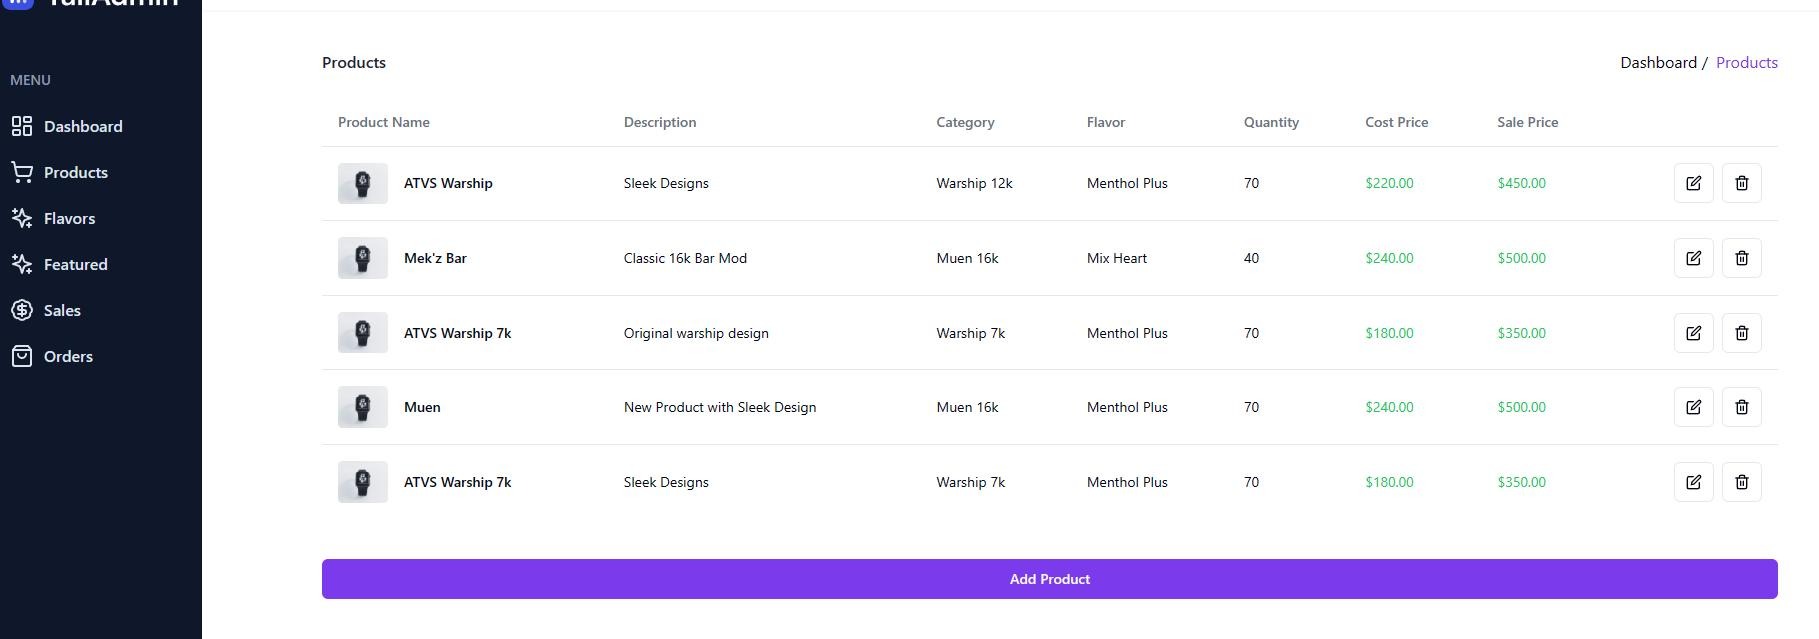 TailAdmin
MENU
Dashboard
Products
Flavors
Featured
Sales
Orders
Products
Dashboard / Products
Product Name Description Category Flavor Quantity Cost Price Sale Price
ATVS Warship Sleek Designs Warship 12k Menthol Plus 70 $220.00 $450.00
Mek'z Bar Classic 16k Bar Mod Muen 16k Mix Heart 40 $240.00 $500.00
ATVS Warship 7k Original warship design Warship 7k Menthol Plus 70 $180.00 $350.00
Muen New Product with Sleek Design Muen 16k Menthol Plus 70 $240.00 $500.00
ATVS Warship 7k Sleek Designs Warship 7k Menthol Plus 70 $180.00 $350.00
Add Product